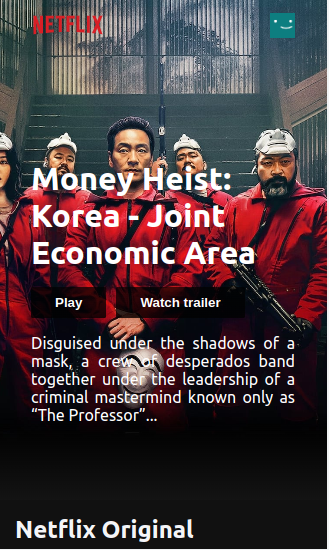 NETFLIX
Money Heist:
Korea - Joint
Economic Area
Play
Watch trailer
Disguised under the shadows of a
mask, a crew of desperados band
together under the leadership of a
criminal mastermind known only as
“The Professor”...
Netflix Original